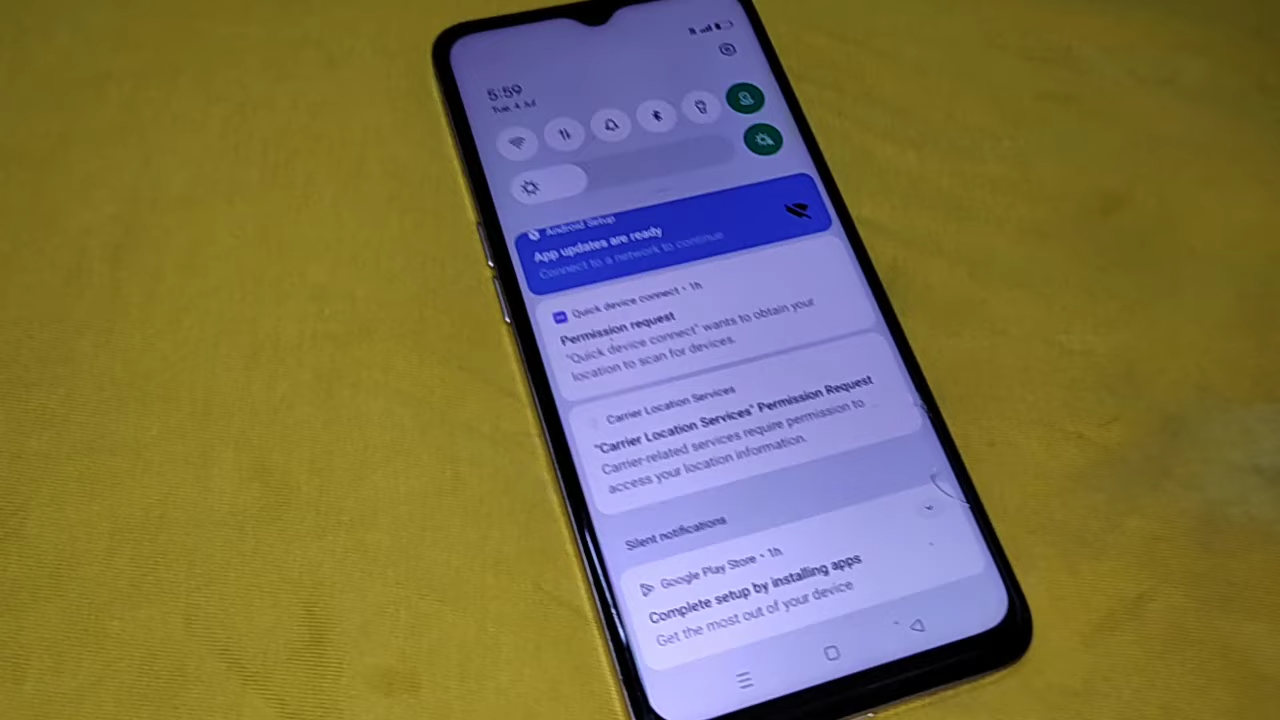 5:59
Tue, 4 Jul
Android Setup
App updates are ready
Connect to a network to continue
Quick device connect • 1h
Permission request
"Quick device connect" wants to obtain your
location to scan for devices.
Carrier Location Services
"Carrier Location Services" Permission Request
Carrier-related services require permission to
access your location information.
Silent notifications
Google Play Store • 1h
Complete setup by installing apps
Get the most out of your device